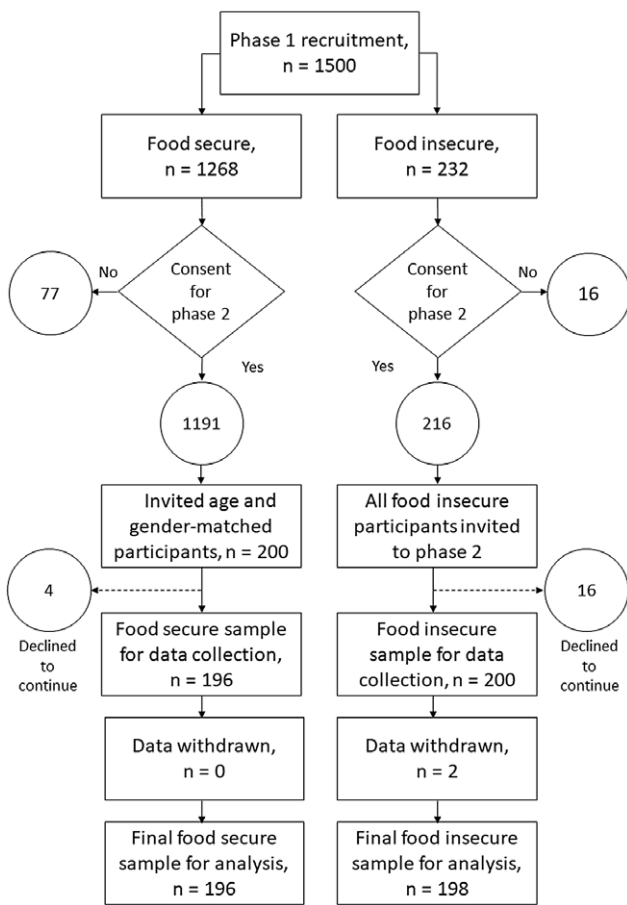 Phase 1 recruitment,
n = 1500
Food secure,
n = 1268
Food insecure,
n = 232
Consent
for
phase 2
No
77
Yes
Consent
for
phase 2
No
16
Yes
1191
216
Invited age and
gender-matched
participants, n = 200
All food insecure
participants invited
to phase 2
4
Declined
to
continue
16
Declined
to
continue
Food secure sample
for data collection,
n = 196
Food insecure
sample for data
collection, n = 200
Data withdrawn,
n = 0
Data withdrawn,
n = 2
Final food secure
sample for analysis,
n = 196
Final food insecure
sample for analysis,
n = 198